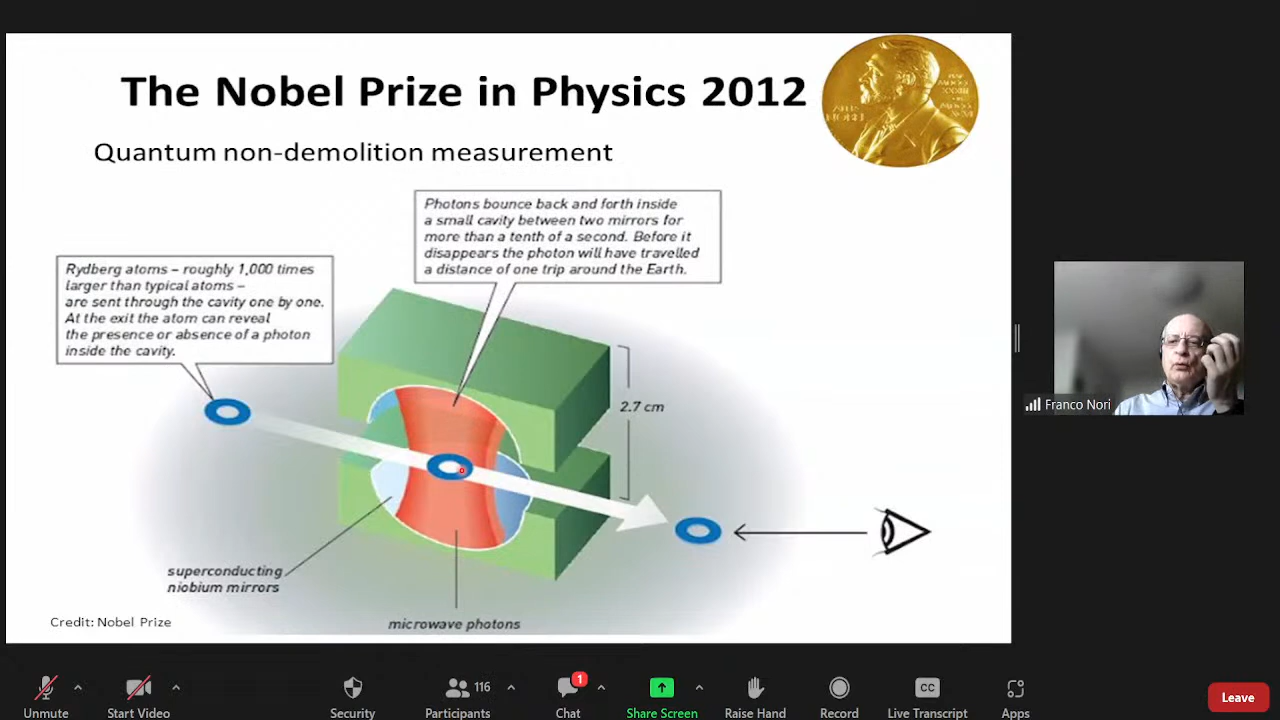 The Nobel Prize in Physics 2012
Quantum non-demolition measurement
Photons bounce back and forth inside
a small cavity between two mirrors for
more than a tenth of a second. Before it
disappears the photon will have travelled
a distance of one trip around the Earth.
Rydberg atoms – roughly 1,000 times
larger than typical atoms –
are sent through the cavity one by one.
At the exit the atom can reveal
the presence or absence of a photon
inside the cavity.
2.7 cm
superconducting
niobium mirrors
microwave photons
Credit: Nobel Prize
Franco Nori
Unmute
Start Video
Security
116
Participants
1
Chat
Share Screen
Raise Hand
Record
CC
Live Transcript
Apps
Leave